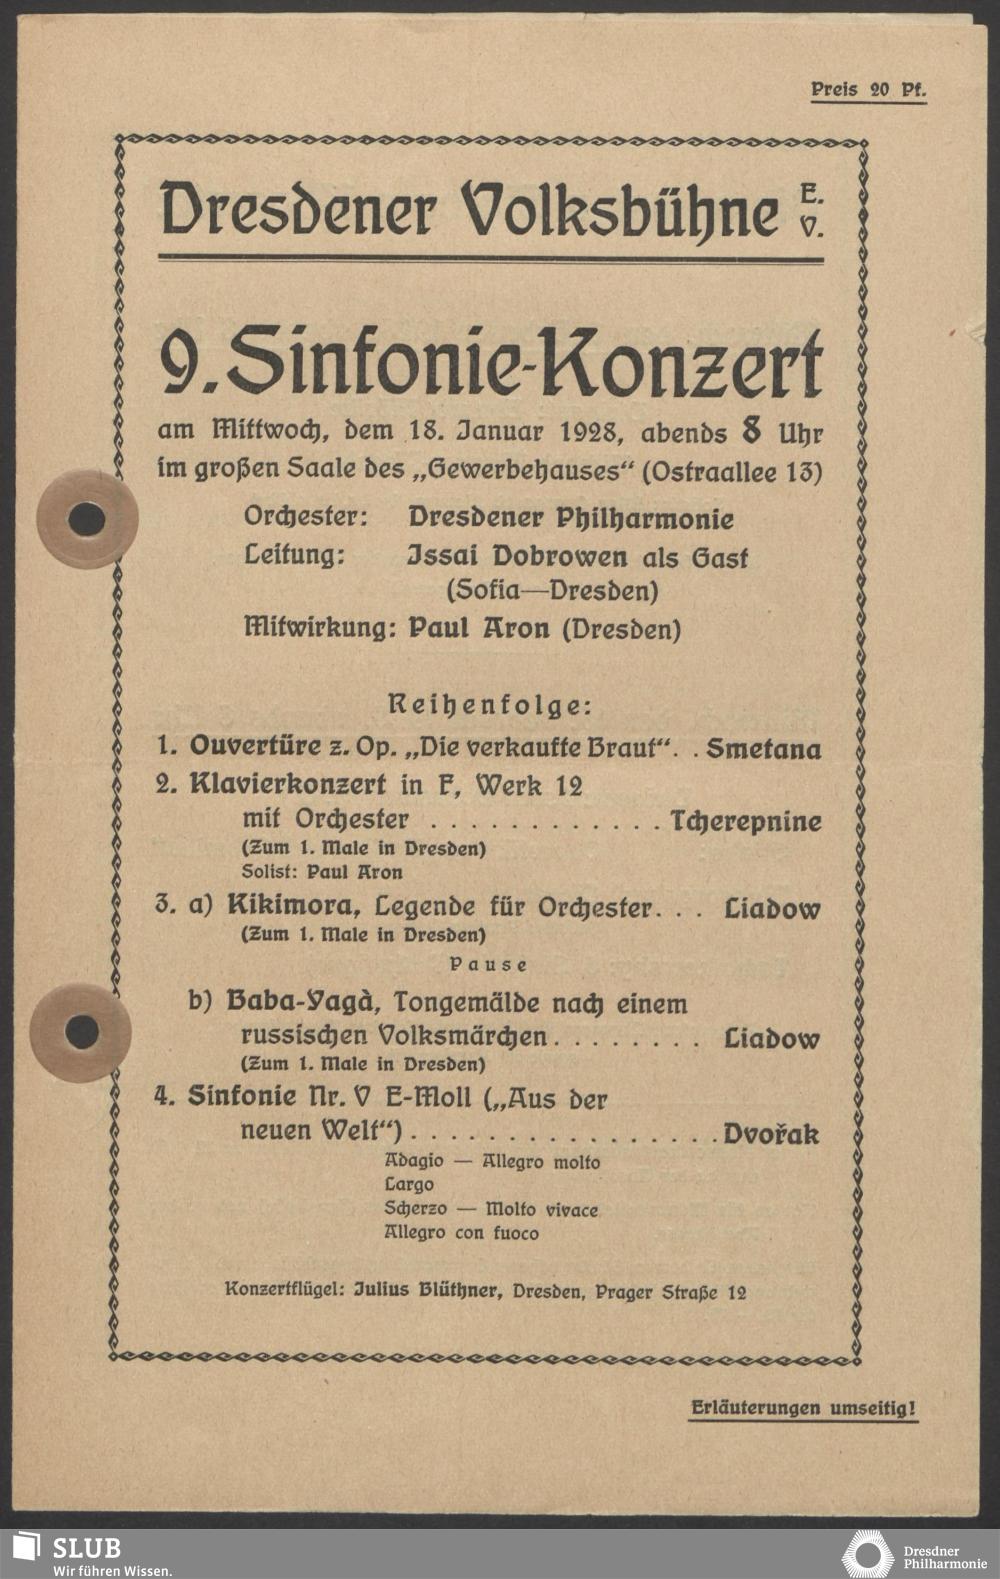 Preis 20 Pf.
Dresdener Volksbühne E. V.
9. Sinfonie-Konzert
am Mittwoch, dem 18. Januar 1928, abends 8 Uhr
im großen Saale des „Gewerbehauses“ (Ostraallee 13)
Orchester: Dresdener Philharmonie
Leitung: Issai Dobrowen als Gast
(Sofia—Dresden)
Mitwirkung: Paul Aron (Dresden)
Reihenfolge:
1. Ouvertüre z. Op. „Die verkaufte Braut“. . Smetana
2. Klavierkonzert in F, Werk 12
mit Orchester . . . . . . . . . . . . Tcherepnine
(Zum 1. Male in Dresden)
Solist: Paul Aron
3. a) Kikimora, Legende für Orchester. . . Liadow
(Zum 1. Male in Dresden)
Pause
b) Baba-Yagà, Tongemälde nach einem
russischen Volksmärchen . . . . . . . . Liadow
(Zum 1. Male in Dresden)
4. Sinfonie Nr. V E-Moll („Aus der
neuen Welt“) . . . . . . . . . . . . . . . . Dvořak
Adagio — Allegro molto
Largo
Scherzo — Molto vivace
Allegro con fuoco
Konzertflügel: Julius Blüthner, Dresden, Prager Straße 12
Erläuterungen umseitig!
SLUB
Wir führen Wissen.
Dresdner
Philharmonie